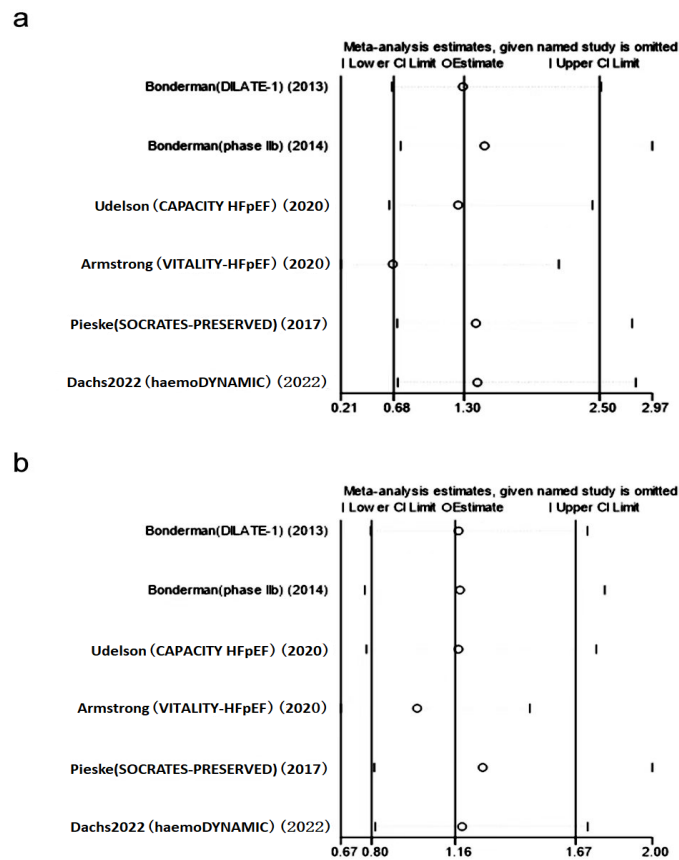 a
Meta-analysis estimates, given named study is omitted
| Lower CI Limit ○Estimate | Upper CI Limit
Bonderman(DILATE-1) (2013)
Bonderman(phase IIb) (2014)
Udelson (CAPACITY HFpEF) (2020)
Armstrong (VITALITY-HFpEF) (2020)
Pieske(SOCRATES-PRESERVED) (2017)
Dachs2022 (haemoDYNAMIC) (2022)
0.21 0.68 1.30 2.50 2.97
b
Meta-analysis estimates, given named study is omitted
| Lower CI Limit ○Estimate | Upper CI Limit
Bonderman(DILATE-1) (2013)
Bonderman(phase IIb) (2014)
Udelson (CAPACITY HFpEF) (2020)
Armstrong (VITALITY-HFpEF) (2020)
Pieske(SOCRATES-PRESERVED) (2017)
Dachs2022 (haemoDYNAMIC) (2022)
0.67 0.80 1.16 1.67 2.00